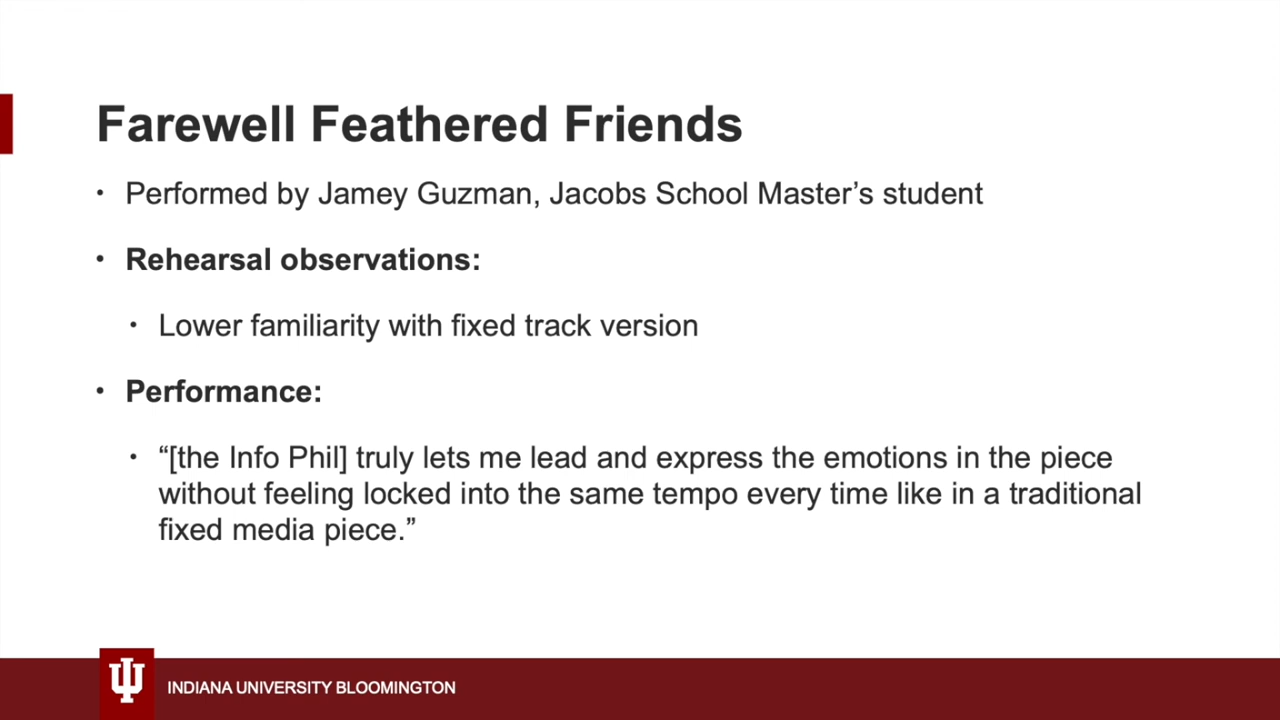 Farewell Feathered Friends
• Performed by Jamey Guzman, Jacobs School Master’s student
• Rehearsal observations:
• Lower familiarity with fixed track version
• Performance:
• “[the Info Phil] truly lets me lead and express the emotions in the piece
without feeling locked into the same tempo every time like in a traditional
fixed media piece.”
INDIANA UNIVERSITY BLOOMINGTON